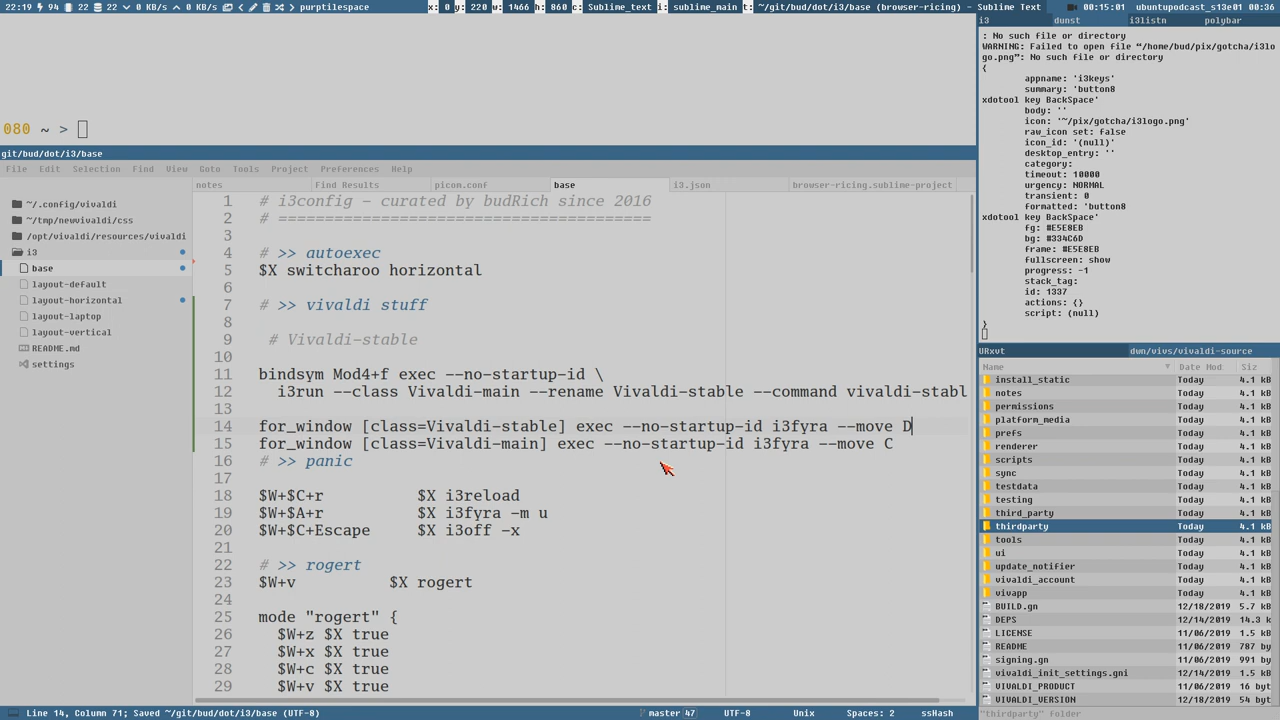 22:19 94 22 22 0 KB/s 0 KB/s > purptilespace x: 0 y: 220 w: 1466 h: 860 c: Sublime_text i: sublime_main t: ~/git/bud/dot/i3/base (browser-ricing) - Sublime Text 00:15:01 ubuntupodcast_s13e01 00:36
080 ~ >
git/bud/dot/i3/base
File Edit Selection Find View Goto Tools Project Preferences Help
notes Find Results picon.conf base i3.json browser-ricing.sublime-project
~/.config/vivaldi
~/tmp/newvivaldi/css
/opt/vivaldi/resources/vivaldi
i3
base
layout-default
layout-horizontal
layout-laptop
layout-vertical
README.md
settings
1 # i3config - curated by budRich since 2016
2 # ========================================
3
4 # >> autoexec
5 $X switcharoo horizontal
6
7 # >> vivaldi stuff
8
9 # Vivaldi-stable
10
11 bindsym Mod4+f exec --no-startup-id \
12 i3run --class Vivaldi-main --rename Vivaldi-stable --command vivaldi-stabl
13
14 for_window [class=Vivaldi-stable] exec --no-startup-id i3fyra --move D
15 for_window [class=Vivaldi-main] exec --no-startup-id i3fyra --move C
16 # >> panic
17
18 $W+$C+r $X i3reload
19 $W+$A+r $X i3fyra -m u
20 $W+$C+Escape $X i3off -x
21
22 # >> rogert
23 $W+v $X rogert
24
25 mode "rogert" {
26 $W+z $X true
27 $W+x $X true
28 $W+c $X true
29 $W+v $X true
Line 14, Column 71; Saved ~/git/bud/dot/i3/base (UTF-8) master 47 UTF-8 Unix Spaces: 2 ssHash
i3 dunst i3listn polybar
: No such file or directory
WARNING: Failed to open file “/home/bud/pix/gotcha/i3lo
go.png”: No such file or directory
{
appname: 'i3keys'
summary: 'button8
xdotool key BackSpace'
body: ''
icon: '~/pix/gotcha/i3logo.png'
raw_icon set: false
icon_id: '(null)'
desktop_entry: ''
category:
timeout: 10000
urgency: NORMAL
transient: 0
formatted: 'button8
xdotool key BackSpace'
fg: #E5E8EB
bg: #334C6D
frame: #E5E8EB
fullscreen: show
progress: -1
stack_tag:
id: 1337
actions: {}
script: (null)
}
URxvt dwn/vivs/vivaldi-source
Name Date Mod Siz
install_static Today 4.1 kB
notes Today 4.1 kB
permissions Today 4.1 kB
platform_media Today 4.1 kB
prefs Today 4.1 kB
renderer Today 4.1 kB
scripts Today 4.1 kB
sync Today 4.1 kB
testdata Today 4.1 kB
testing Today 4.1 kB
third_party Today 4.1 kB
thirdparty Today 4.1 kB
tools Today 4.1 kB
ui Today 4.1 kB
update_notifier Today 4.1 kB
vivaldi_account Today 4.1 kB
vivapp Today 4.1 kB
BUILD.gn 12/18/2019 5.7 kB
DEPS 12/14/2019 14.3 k
LICENSE 11/06/2019 1.5 kB
README 11/06/2019 787 by
signing.gn 11/06/2019 991 by
vivaldi_init_settings.gni 12/14/2019 1.5 kB
VIVALDI_PRODUCT 11/06/2019 16 byt
VIVALDI_VERSION 12/18/2019 54 byt
"thirdparty" folder